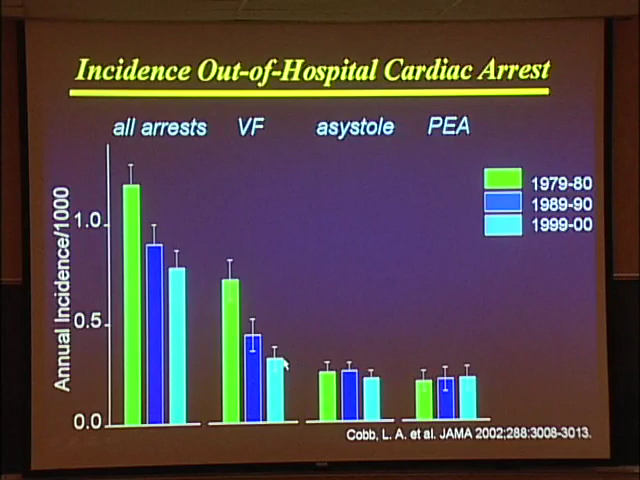 Incidence Out-of-Hospital Cardiac Arrest
all arrests VF asystole PEA
1979-80
1989-90
1999-00
Annual Incidence/1000
1.0
0.5
0.0
Cobb, L. A. et al. JAMA 2002;288:3008-3013.